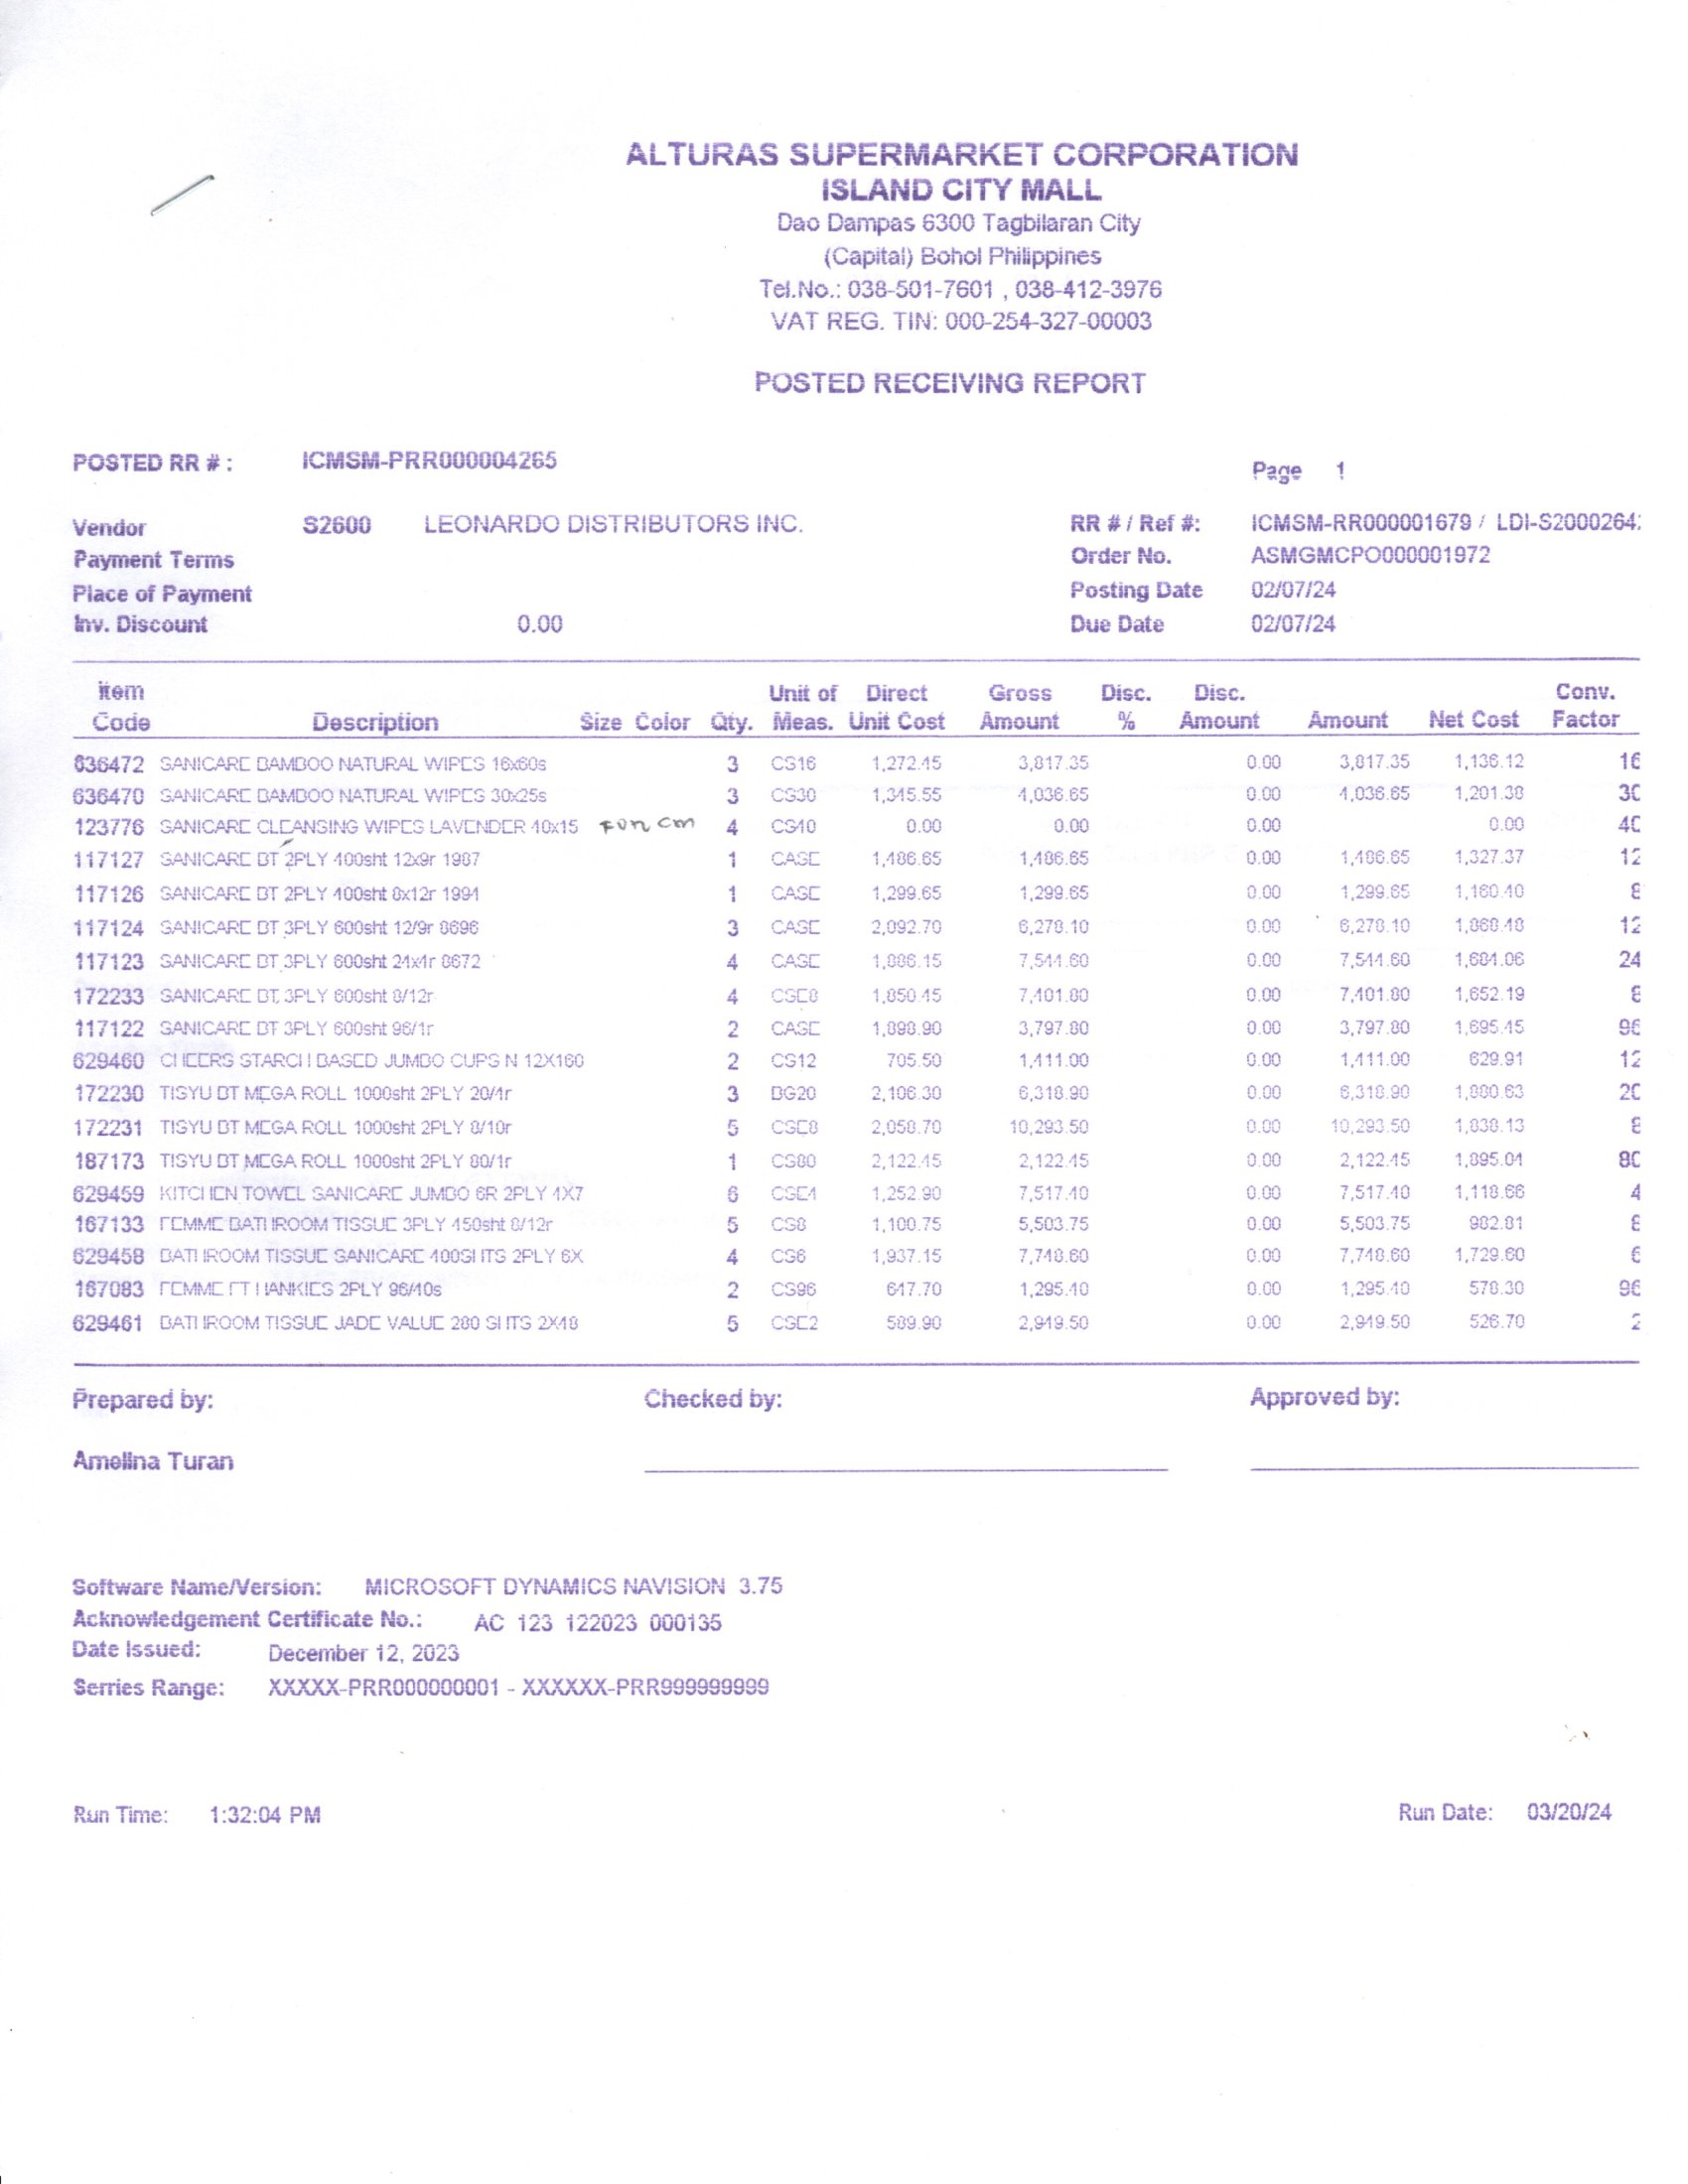 ALTURAS SUPERMARKET CORPORATION
ISLAND CITY MALL
Dao Dampas 6300 Tagbilaran City
(Capital) Bohol Philippines
Tel.No.: 038-501-7601 , 038-412-3976
VAT REG. TIN: 000-254-327-00003
POSTED RECEIVING REPORT
POSTED RR # : ICMSM-PRR000004265
Page 1
Vendor S2600 LEONARDO DISTRIBUTORS INC. RR # / Ref #: ICMSM-RR000001679 / LDI-S2000264
Payment Terms Order No. ASMGMCPO000001972
Place of Payment Posting Date 02/07/24
Inv. Discount 0.00 Due Date 02/07/24
Item Unit of Direct Gross Disc. Disc. Conv.
Code Description Size Color Qty. Meas. Unit Cost Amount % Amount Amount Net Cost Factor
636472 SANICARE BAMBOO NATURAL WIPES 16x60s 3 CS16 1,272.45 3,817.35 0.00 3,817.35 1,136.12 16
636470 SANICARE BAMBOO NATURAL WIPES 30x25s 3 CS30 1,345.55 4,036.65 0.00 4,036.65 1,201.38 30
123776 SANICARE CLEANSING WIPES LAVENDER 40x15 4 CS40 0.00 0.00 0.00 0.00 40
117127 SANICARE BT 2PLY 400sht 12x9r 1987 1 CASE 1,486.65 1,486.65 0.00 1,486.65 1,327.37 12
117126 SANICARE BT 2PLY 400sht 8x12r 1994 1 CASE 1,299.65 1,299.65 0.00 1,299.65 1,160.40 8
117124 SANICARE BT 3PLY 600sht 12/9r 8696 3 CASE 2,092.70 6,278.10 0.00 6,278.10 1,868.48 12
117123 SANICARE BT 3PLY 600sht 24x4r 8672 4 CASE 1,886.15 7,544.60 0.00 7,544.60 1,684.06 24
172233 SANICARE BT 3PLY 600sht 8/12r 4 CSE8 1,850.45 7,401.80 0.00 7,401.80 1,652.19 8
117122 SANICARE BT 3PLY 600sht 96/1r 2 CASE 1,898.90 3,797.80 0.00 3,797.80 1,695.45 96
629460 CHEERS STARCH BASED JUMBO CUPS N 12X160 2 CS12 705.50 1,411.00 0.00 1,411.00 629.91 12
172230 TISYU BT MEGA ROLL 1000sht 2PLY 20/4r 3 BG20 2,106.30 6,318.90 0.00 6,318.90 1,880.63 20
172231 TISYU BT MEGA ROLL 1000sht 2PLY 8/10r 5 CSE8 2,058.70 10,293.50 0.00 10,293.50 1,838.13 8
187173 TISYU BT MEGA ROLL 1000sht 2PLY 80/1r 1 CS80 2,122.45 2,122.45 0.00 2,122.45 1,895.04 80
629459 KITCHEN TOWEL SANICARE JUMBO 6R 2PLY 4X7 6 CSE4 1,252.90 7,517.40 0.00 7,517.40 1,118.66 4
167133 FEMME BATHROOM TISSUE 3PLY 450sht 8/12r 5 CS8 1,100.75 5,503.75 0.00 5,503.75 982.81 8
629458 BATHROOM TISSUE SANICARE 400SHTS 2PLY 6X 4 CS6 1,937.15 7,748.60 0.00 7,748.60 1,729.60 6
167083 FEMME FT HANKIES 2PLY 96/40s 2 CS96 647.70 1,295.40 0.00 1,295.40 578.30 96
629461 BATHROOM TISSUE JADE VALUE 280 SHTS 2X48 5 CSE2 589.90 2,949.50 0.00 2,949.50 526.70 2
Prepared by: Checked by: Approved by:
Amelina Turan
Software Name/Version: MICROSOFT DYNAMICS NAVISION 3.75
Acknowledgement Certificate No.: AC 123 122023 000135
Date Issued: December 12, 2023
Serries Range: XXXXX-PRR000000001 - XXXXXX-PRR999999999
Run Time: 1:32:04 PM Run Date: 03/20/24